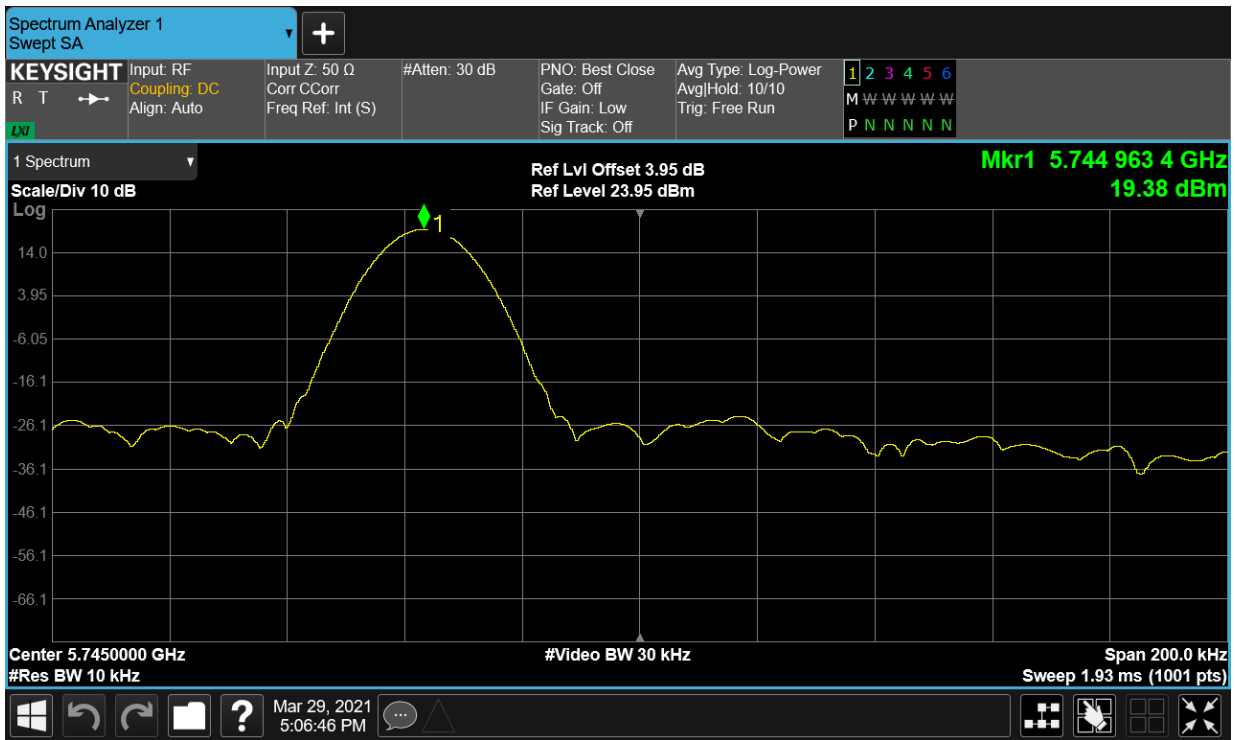 Spectrum Analyzer 1
Swept SA
+
KEYSIGHT
R T
LXI
Input: RF
Coupling: DC
Align: Auto
Input Z: 50 Ω
Corr CCorr
Freq Ref: Int (S)
#Atten: 30 dB
PNO: Best Close
Gate: Off
IF Gain: Low
Sig Track: Off
Avg Type: Log-Power
Avg|Hold: 10/10
Trig: Free Run
1 2 3 4 5 6
M W W W W W
P N N N N N
1 Spectrum
Scale/Div 10 dB
Log
Ref Lvl Offset 3.95 dB
Ref Level 23.95 dBm
Mkr1 5.744 963 4 GHz
19.38 dBm
1
14.0
3.95
-6.05
-16.1
-26.1
-36.1
-46.1
-56.1
-66.1
Center 5.7450000 GHz
#Res BW 10 kHz
#Video BW 30 kHz
Span 200.0 kHz
Sweep 1.93 ms (1001 pts)
?
Mar 29, 2021
5:06:46 PM